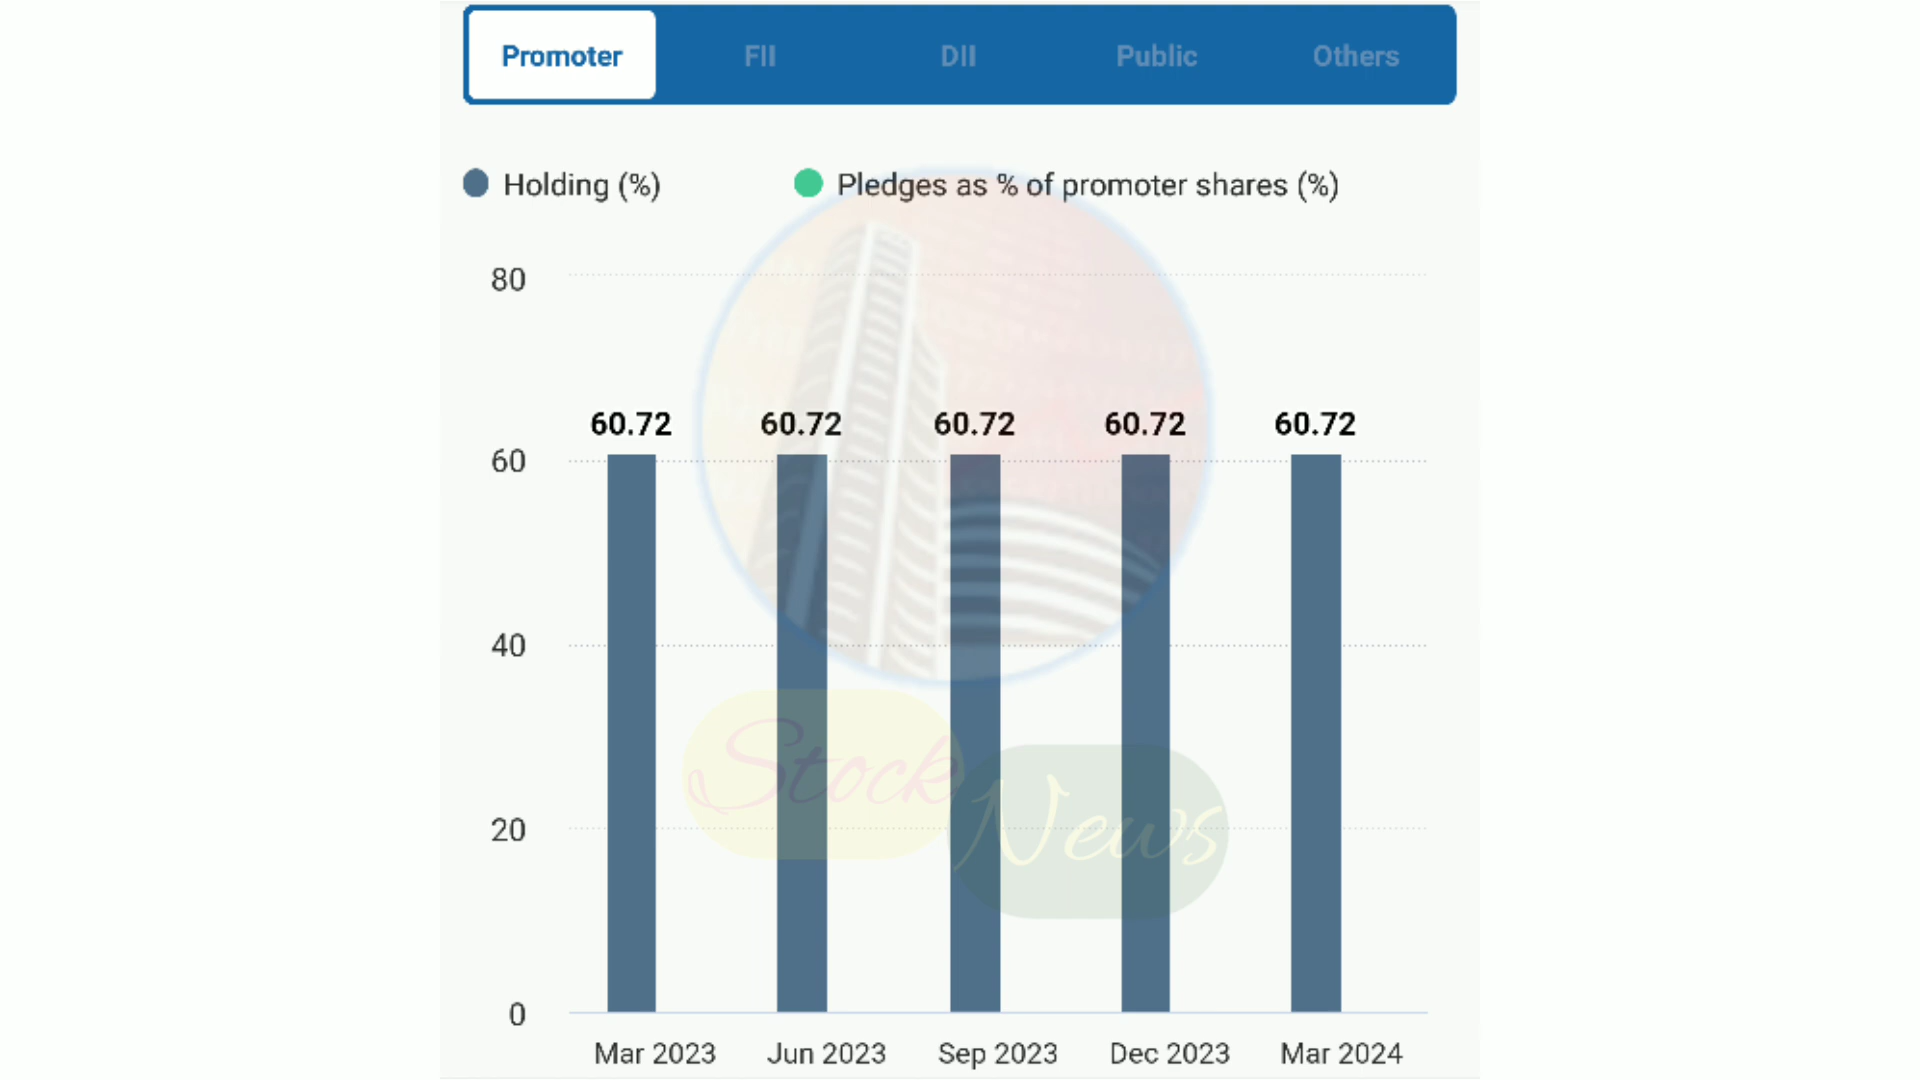 Promoter FII DII Public Others
Holding (%) Pledges as % of promoter shares (%)
80
60.72 60.72 60.72 60.72 60.72
60
40
Stock
News
20
0
Mar 2023 Jun 2023 Sep 2023 Dec 2023 Mar 2024